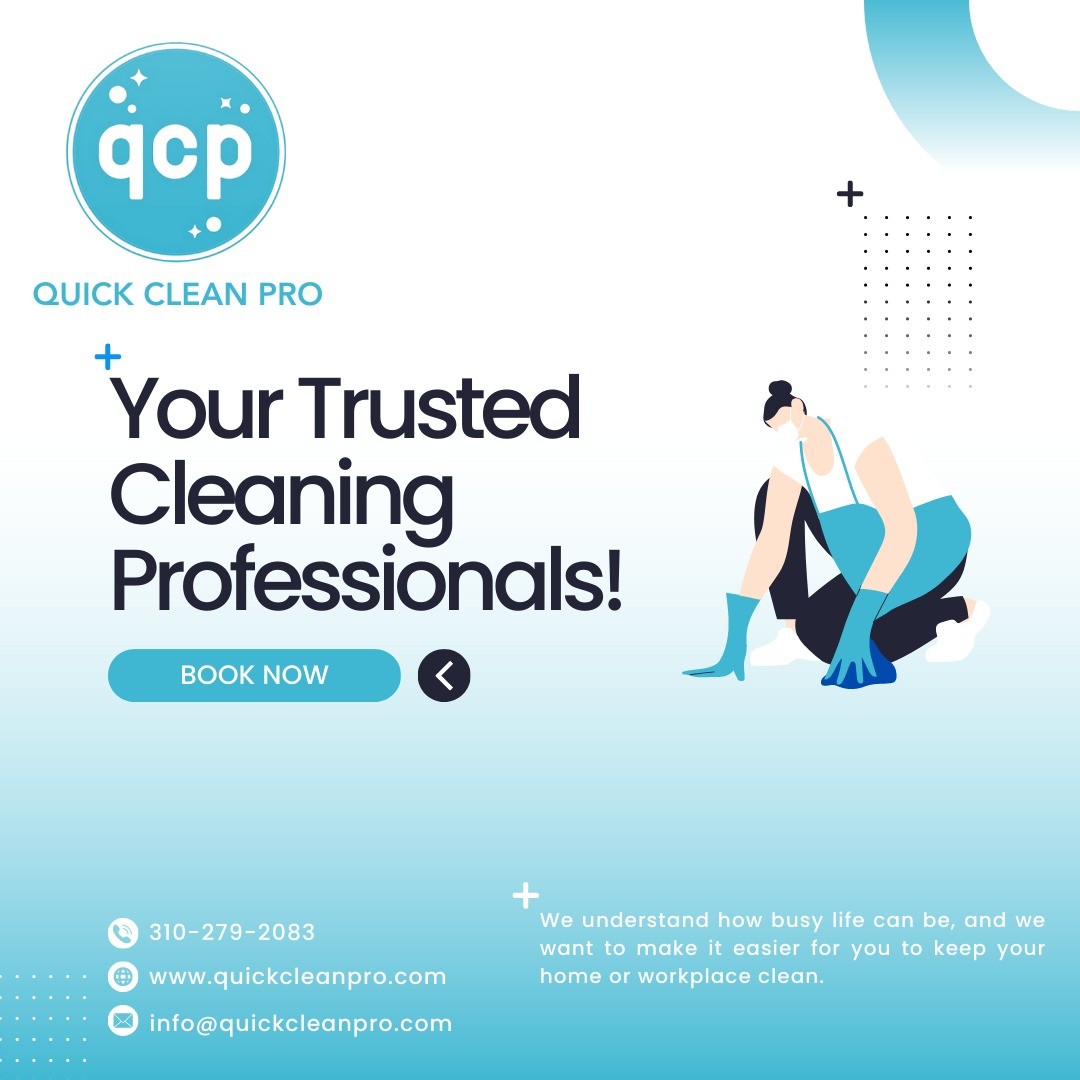 qcp
QUICK CLEAN PRO
Your Trusted
Cleaning
Professionals!
BOOK NOW
310-279-2083
www.quickcleanpro.com
info@quickcleanpro.com
We understand how busy life can be, and we
want to make it easier for you to keep your
home or workplace clean.